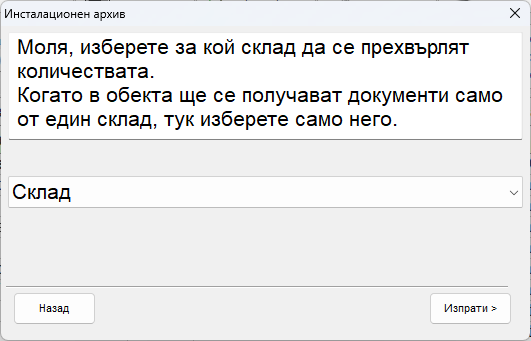 Инсталационен архив
Моля, изберете за кой склад да се прехвърлят
количествата.
Когато в обекта ще се получават документи само
от един склад, тук изберете само него.
Склад
Назад
Изпрати >